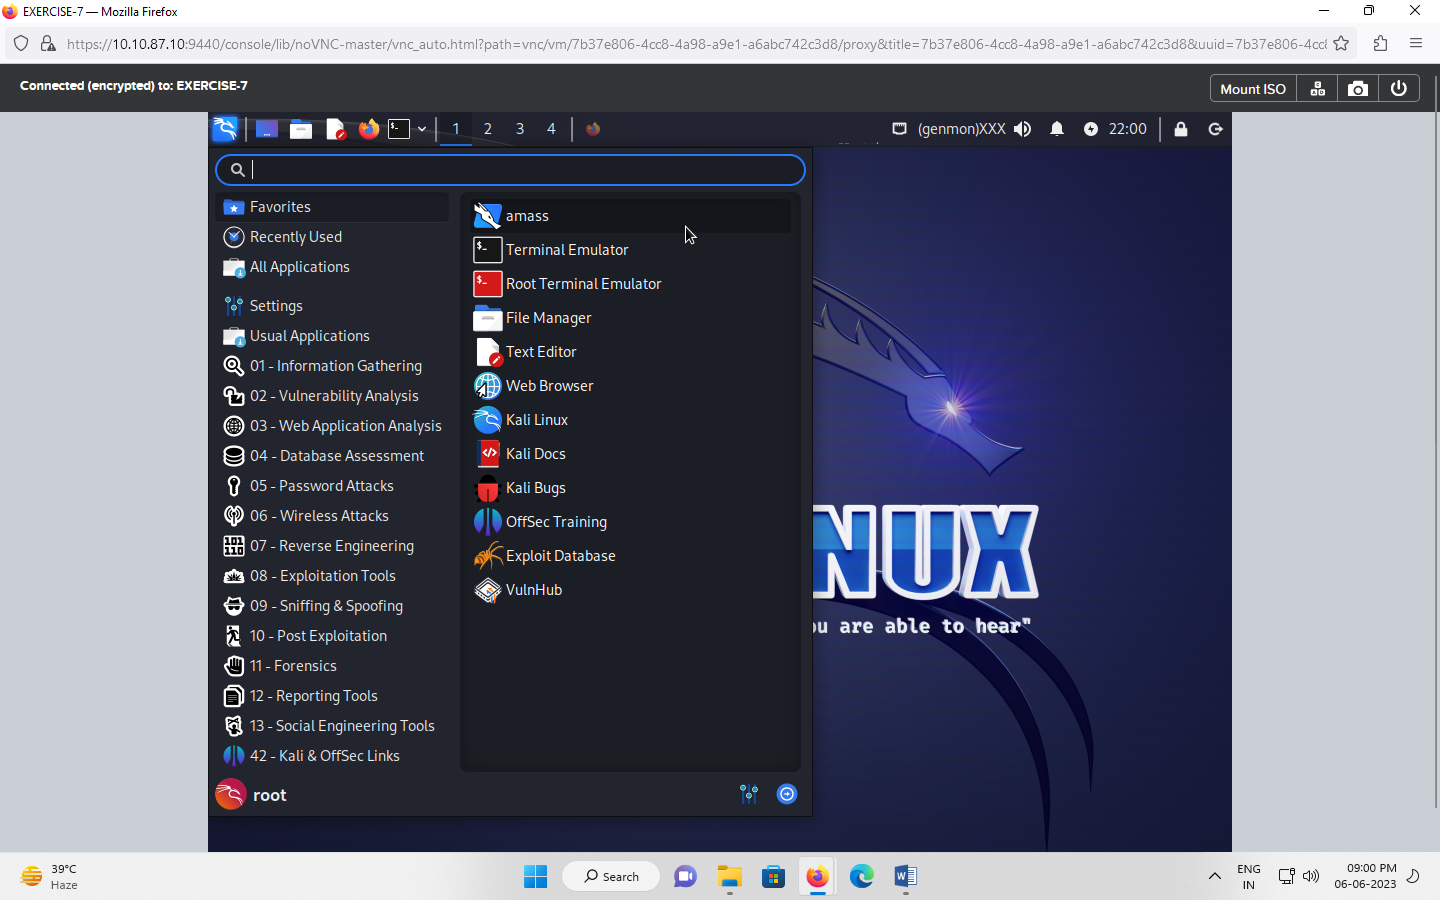 EXERCISE-7 — Mozilla Firefox
https://10.10.87.10:9440/console/lib/noVNC-master/vnc_auto.html?path=vnc/vm/7b37e806-4cc8-4a98-a9e1-a6abc742c3d8/proxy&title=7b37e806-4cc8-4a98-a9e1-a6abc742c3d8&uuid=7b37e806-4cc
Connected (encrypted) to: EXERCISE-7
Mount ISO
1 2 3 4
(genmon)XXX
22:00
Favorites
Recently Used
All Applications
Settings
Usual Applications
01 - Information Gathering
02 - Vulnerability Analysis
03 - Web Application Analysis
04 - Database Assessment
05 - Password Attacks
06 - Wireless Attacks
07 - Reverse Engineering
08 - Exploitation Tools
09 - Sniffing & Spoofing
10 - Post Exploitation
11 - Forensics
12 - Reporting Tools
13 - Social Engineering Tools
42 - Kali & OffSec Links
root
amass
Terminal Emulator
Root Terminal Emulator
File Manager
Text Editor
Web Browser
Kali Linux
Kali Docs
Kali Bugs
OffSec Training
Exploit Database
VulnHub
NUX
ou are able to hear"
39°C
Haze
Search
ENG
IN
09:00 PM
06-06-2023